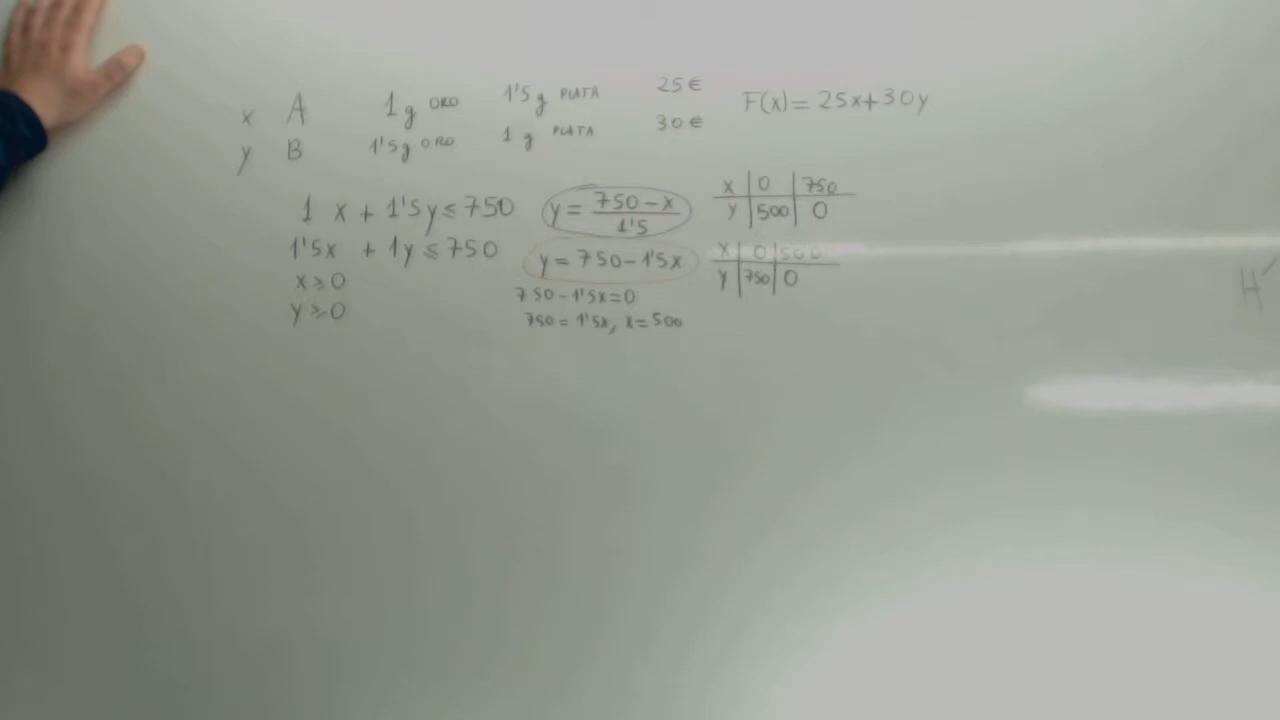 x A 1g ORO 1'5g PLATA 25€ F(x)= 25x+30y
y B 1'5g ORO 1 g PLATA 30€
1 x + 1'5y ≤ 750 y = 750-x / 1'5
x | 0 | 750
y | 500 | 0
1'5x + 1y ≤ 750 y = 750-1'5x
x | 0 | 500
y | 750 | 0
x ≥ 0
y ≥ 0
750-1'5x=0
750 = 1'5x, x = 500